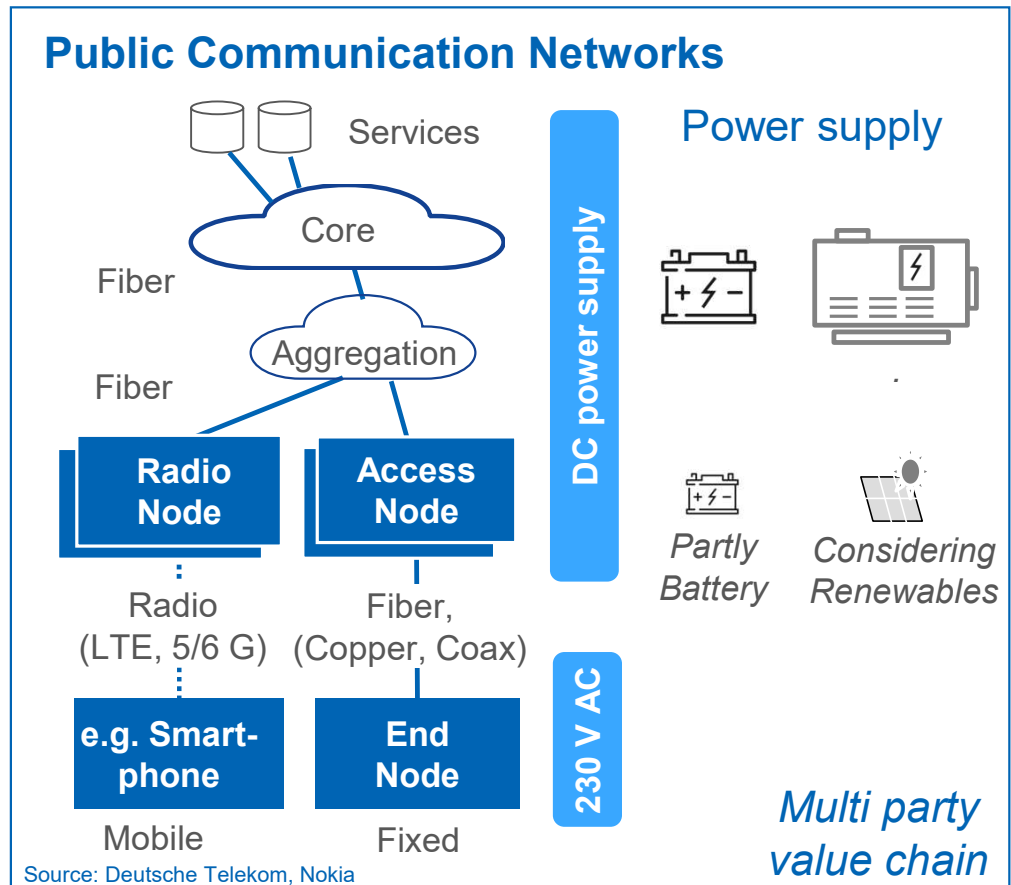 Public Communication Networks
Services
Core
Fiber
Aggregation
Fiber
Radio
Node
Access
Node
Radio
(LTE, 5/6 G)
Fiber,
(Copper, Coax)
e.g. Smart-
phone
End
Node
Mobile
Fixed
Source: Deutsche Telekom, Nokia
DC power supply
230 V AC
Power supply
+ -
.
+ -
Partly
Battery
Considering
Renewables
Multi party
value chain